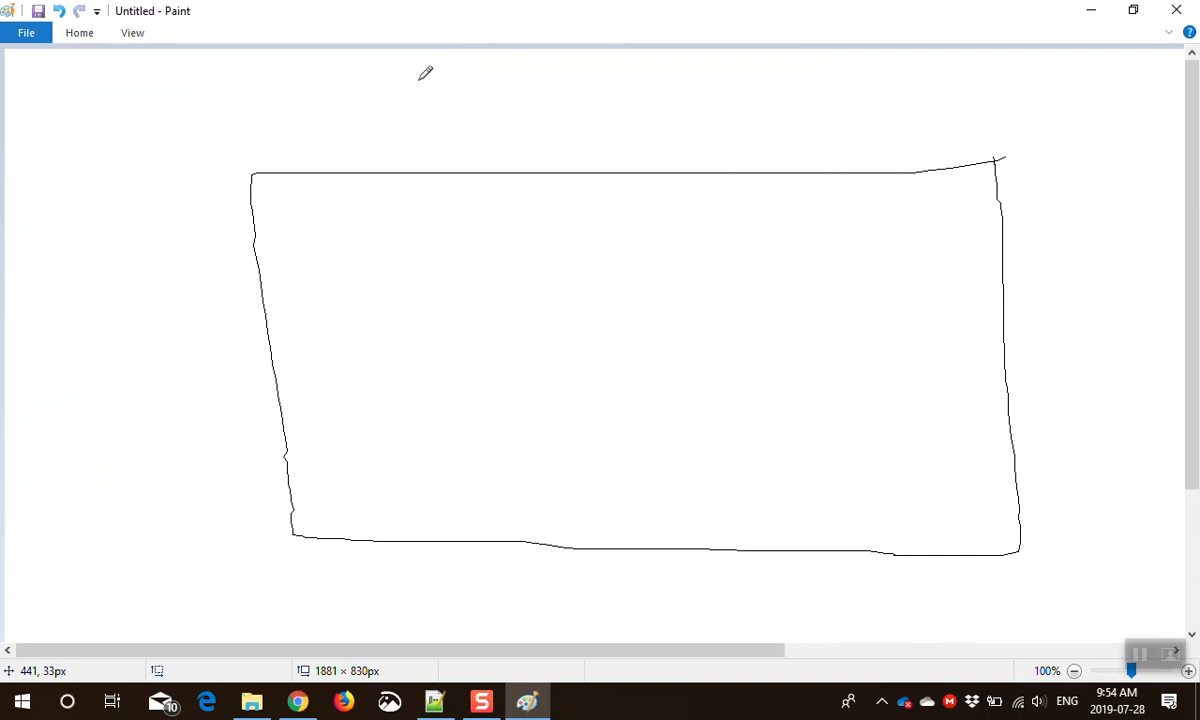 Untitled - Paint
File Home View
441, 33px 1881 × 830px 100%
10 ENG 9:54 AM
2019-07-28